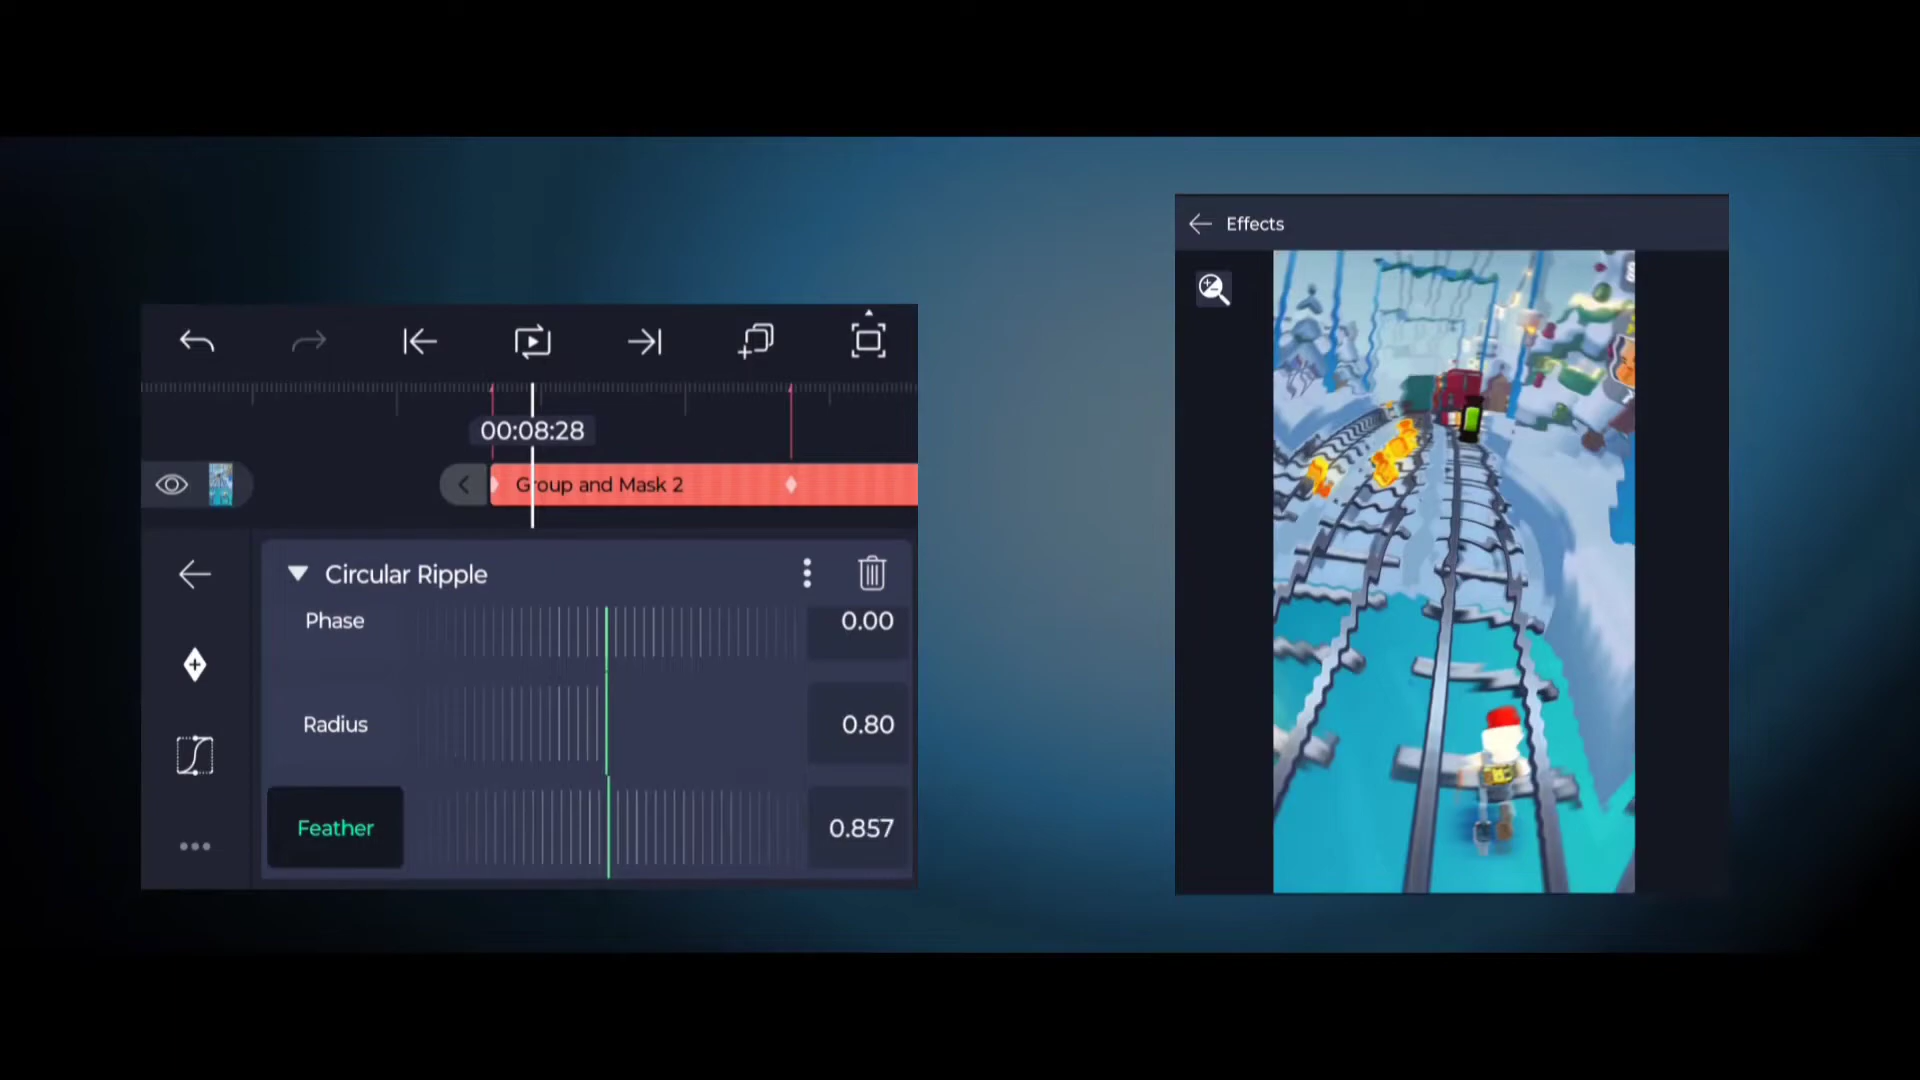 Effects
00:08:28
Group and Mask 2
Circular Ripple
Phase 0.00
Radius 0.80
Feather 0.857